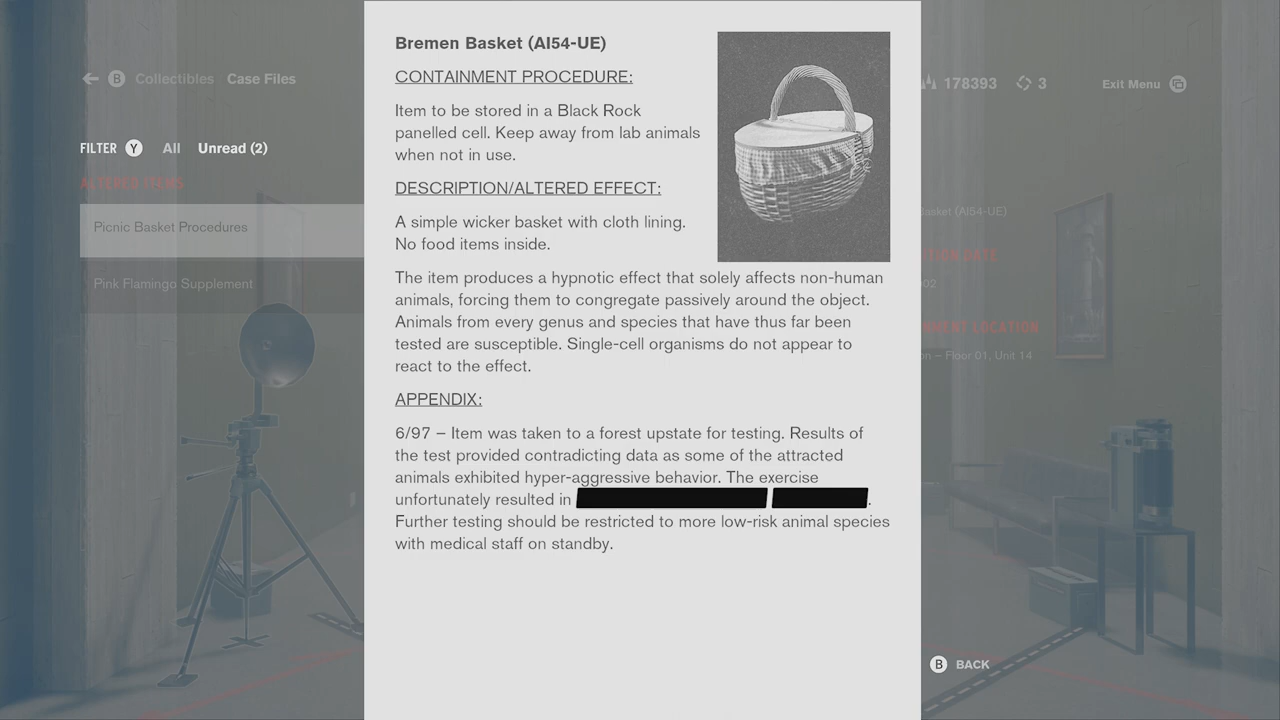 Bremen Basket (AI54-UE)
CONTAINMENT PROCEDURE:
Item to be stored in a Black Rock
panelled cell. Keep away from lab animals
when not in use.
DESCRIPTION/ALTERED EFFECT:
A simple wicker basket with cloth lining.
No food items inside.
The item produces a hypnotic effect that solely affects non-human
animals, forcing them to congregate passively around the object.
Animals from every genus and species that have thus far been
tested are susceptible. Single-cell organisms do not appear to
react to the effect.
APPENDIX:
6/97 – Item was taken to a forest upstate for testing. Results of
the test provided contradicting data as some of the attracted
animals exhibited hyper-aggressive behavior. The exercise
unfortunately resulted in .
Further testing should be restricted to more low-risk animal species
with medical staff on standby.
B Collectibles Case Files
FILTER Y All Unread (2)
ALTERED ITEMS
Picnic Basket Procedures
Pink Flamingo Supplement
178393 3
Exit Menu
Basket (AI54-UE)
DATE
02
LOCATION
– Floor 01, Unit 14
B BACK